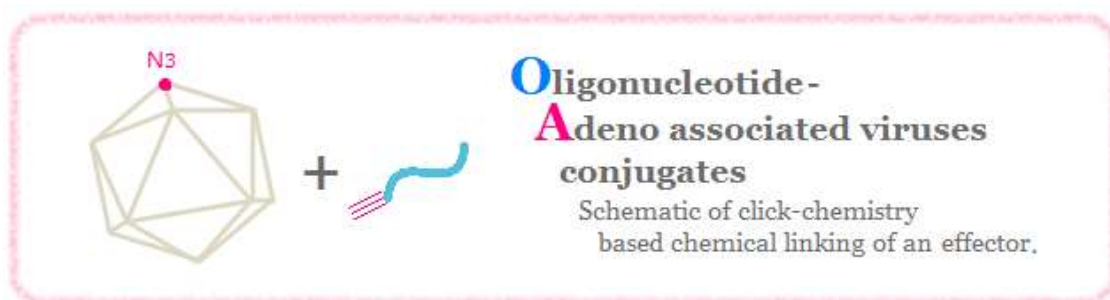 N3
+
Oligonucleotide-
Adeno associated viruses
conjugates
Schematic of click-chemistry
based chemical linking of an effector.